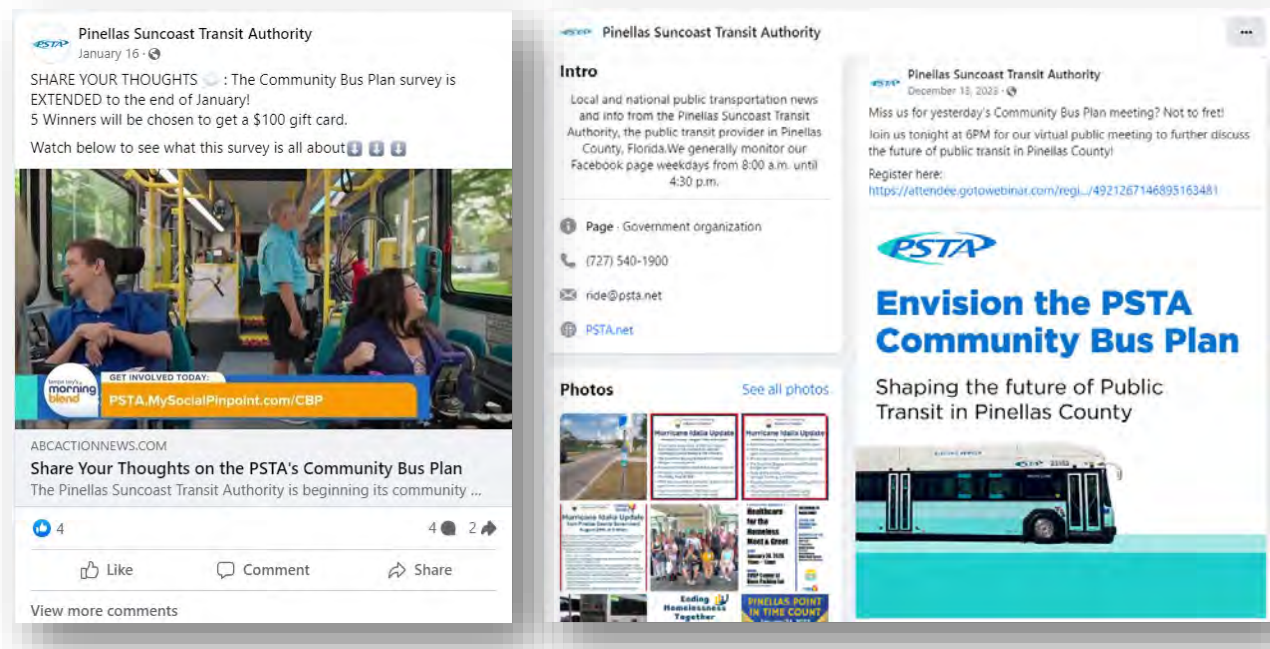 PSTA
Pinellas Suncoast Transit Authority
January 16 ·
SHARE YOUR THOUGHTS : The Community Bus Plan survey is
EXTENDED to the end of January!
5 Winners will be chosen to get a $100 gift card.
Watch below to see what this survey is all about
morning
blend
GET INVOLVED TODAY:
PSTA.MySocialPinpoint.com/CBP
ABCACTIONNEWS.COM
Share Your Thoughts on the PSTA's Community Bus Plan
The Pinellas Suncoast Transit Authority is beginning its community ...
4
4 2
Like Comment Share
View more comments
PSTA Pinellas Suncoast Transit Authority
Intro
Local and national public transportation news
and info from the Pinellas Suncoast Transit
Authority, the public transit provider in Pinellas
County, Florida.We generally monitor our
Facebook page weekdays from 8:00 a.m. until
4:30 p.m.
Page · Government organization
(727) 540-1900
ride@psta.net
PSTA.net
Photos See all photos
Hurricane Idalia Update
Hurricane Idalia Update
Hurricane Idalia Update
Healthcare
for the
Homeless
Meet & Greet
Ending
Homelessness
Together
PINELLAS POINT
IN TIME COUNT
PSTA
Pinellas Suncoast Transit Authority
December 13, 2023 ·
Miss us for yesterday's Community Bus Plan meeting? Not to fret!
Join us tonight at 6PM for our virtual public meeting to further discuss
the future of public transit in Pinellas County!
Register here:
https://attendee.gotowebinar.com/regi.../4921267146895163481
PSTA
Envision the PSTA
Community Bus Plan
Shaping the future of Public
Transit in Pinellas County
PSTA